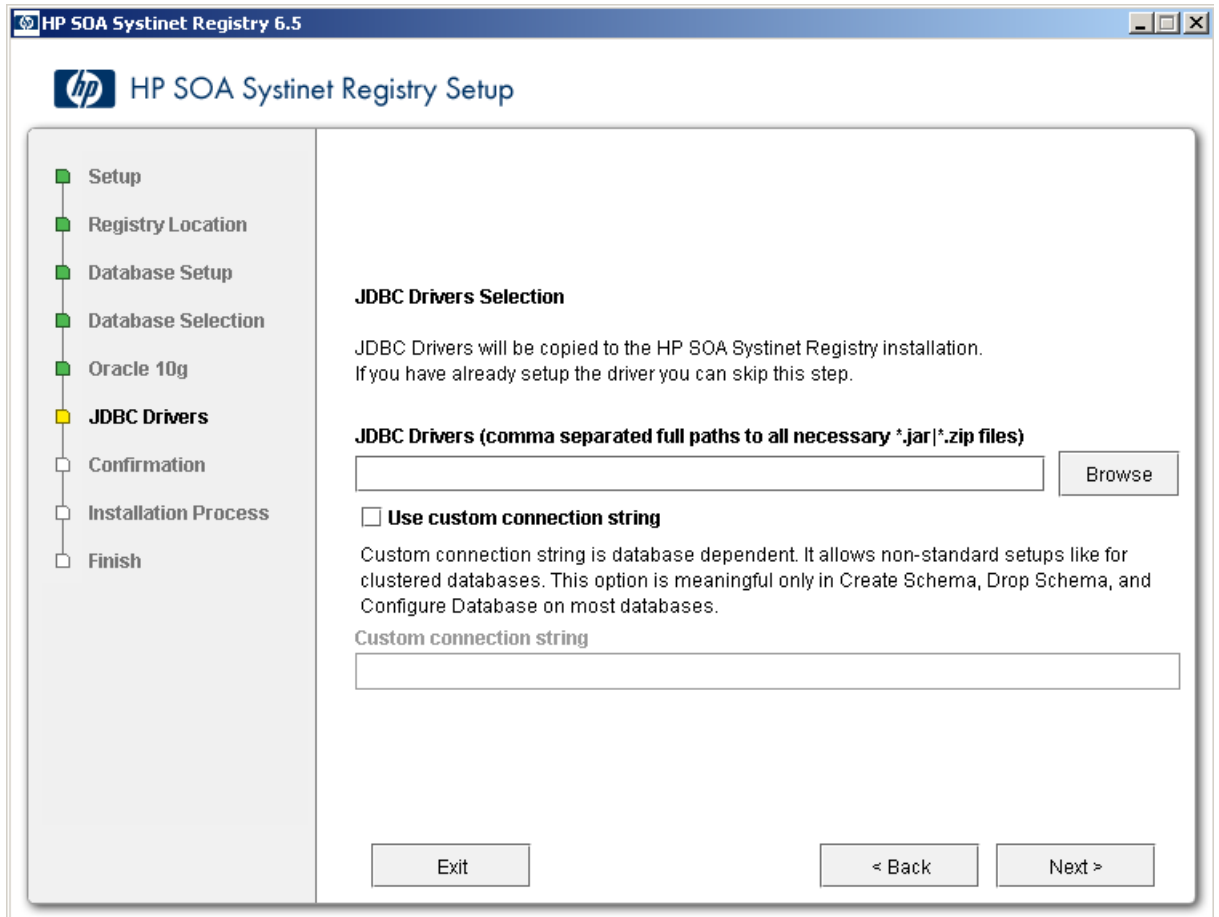 HP SOA Systinet Registry 6.5
hp HP SOA Systinet Registry Setup
Setup
Registry Location
Database Setup
Database Selection
Oracle 10g
JDBC Drivers
Confirmation
Installation Process
Finish
JDBC Drivers Selection
JDBC Drivers will be copied to the HP SOA Systinet Registry installation.
If you have already setup the driver you can skip this step.
JDBC Drivers (comma separated full paths to all necessary *.jar|*.zip files)
Browse
Use custom connection string
Custom connection string is database dependent. It allows non-standard setups like for
clustered databases. This option is meaningful only in Create Schema, Drop Schema, and
Configure Database on most databases.
Custom connection string
Exit
< Back
Next >